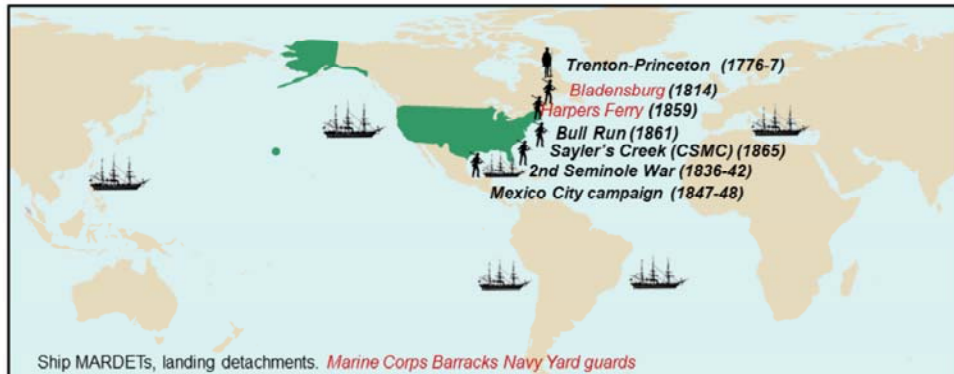 Trenton-Princeton (1776-7)
Bladensburg (1814)
Harpers Ferry (1859)
Bull Run (1861)
Sayler's Creek (CSMC) (1865)
2nd Seminole War (1836-42)
Mexico City campaign (1847-48)
Ship MARDETs, landing detachments. Marine Corps Barracks Navy Yard guards